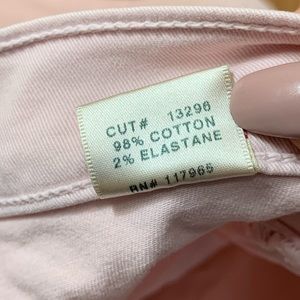 CUT# 13296
98% COTTON
2% ELASTANE
RN# 117965